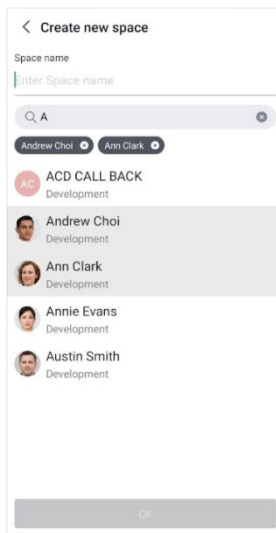 Create new space
Space name
Enter Space name
A
Andrew Choi Ann Clark
AC
ACD CALL BACK
Development
Andrew Choi
Development
Ann Clark
Development
Annie Evans
Development
Austin Smith
Development
OK